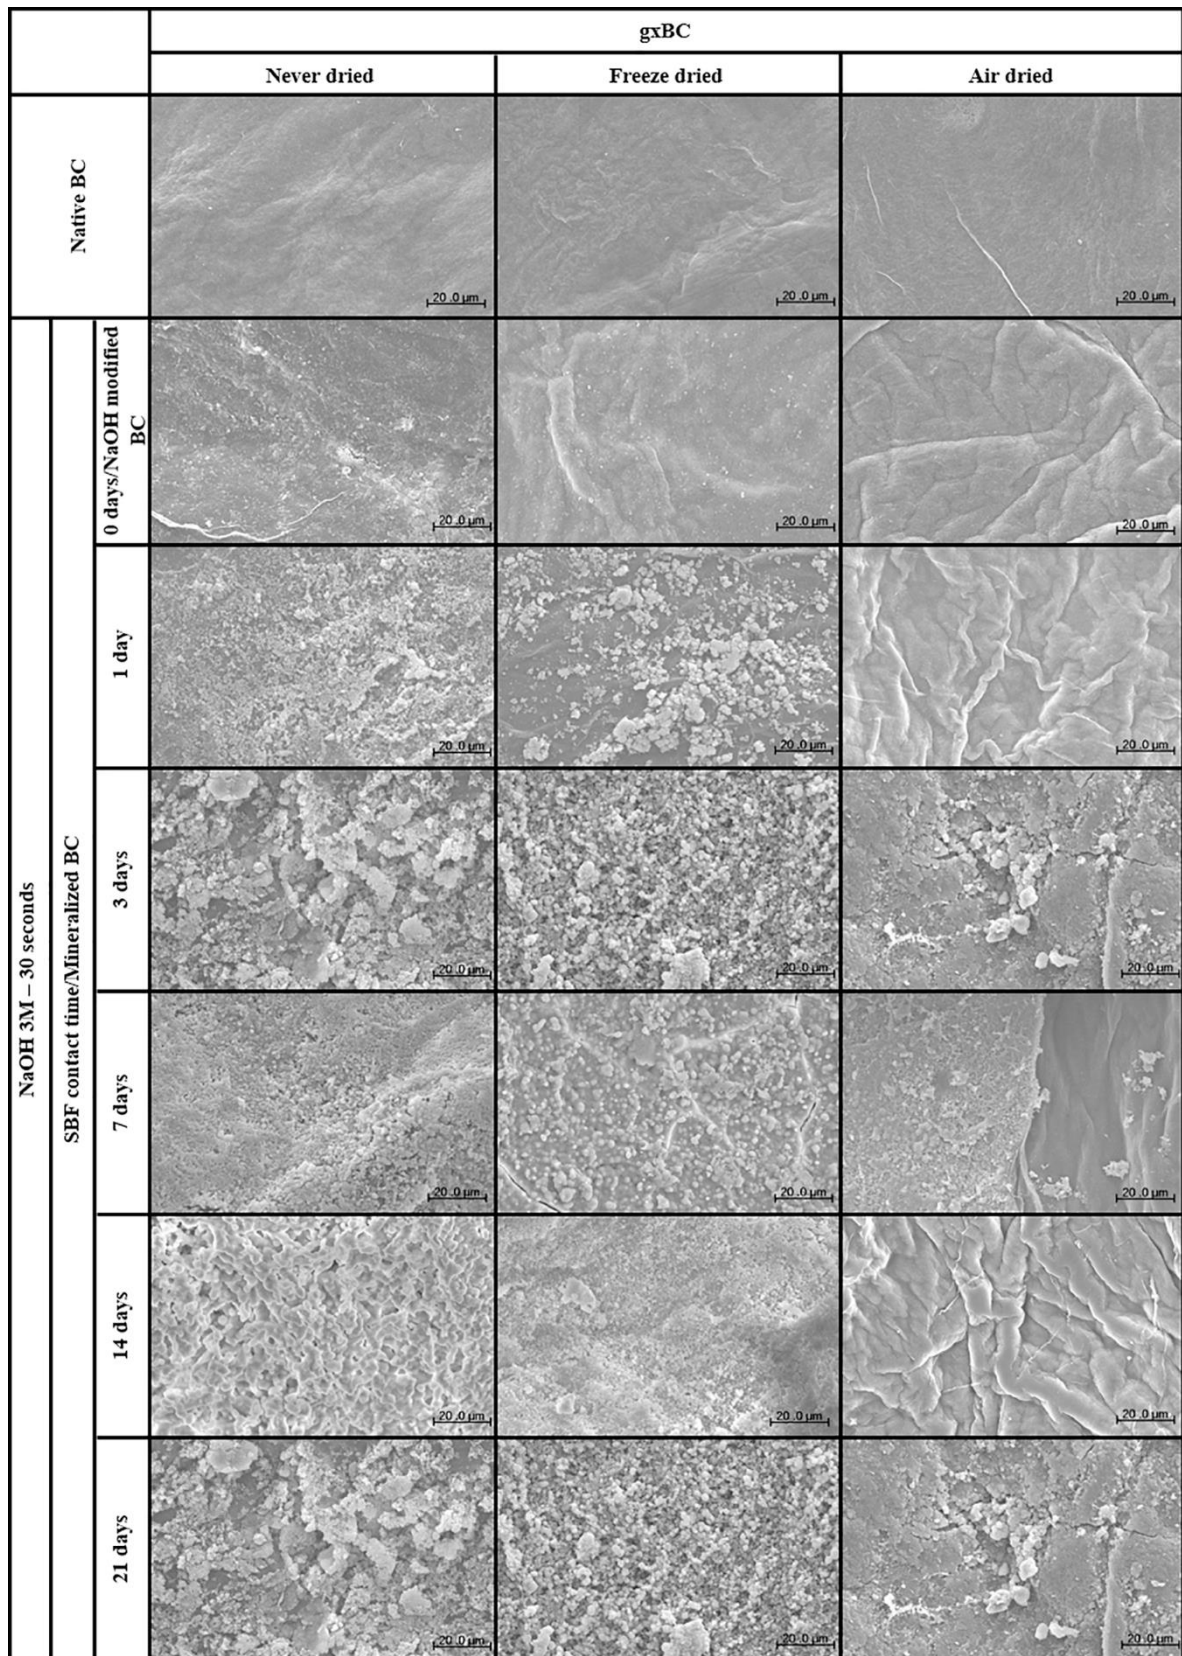 gxBC
Never dried
Freeze dried
Air dried
Native BC
20 .0 µm
20 .0 µm
20 .0 µm
NaOH 3M – 30 seconds
SBF contact time/Mineralized BC
0 days/NaOH modified
BC
20 .0 µm
20 .0 µm
20 .0 µm
1 day
20 .0 µm
20 .0 µm
20 .0 µm
3 days
20 .0 µm
20 .0 µm
20 .0 µm
7 days
20 .0 µm
20 .0 µm
20 .0 µm
14 days
20 .0 µm
20 .0 µm
20 .0 µm
21 days
20 .0 µm
20 .0 µm
20 .0 µm